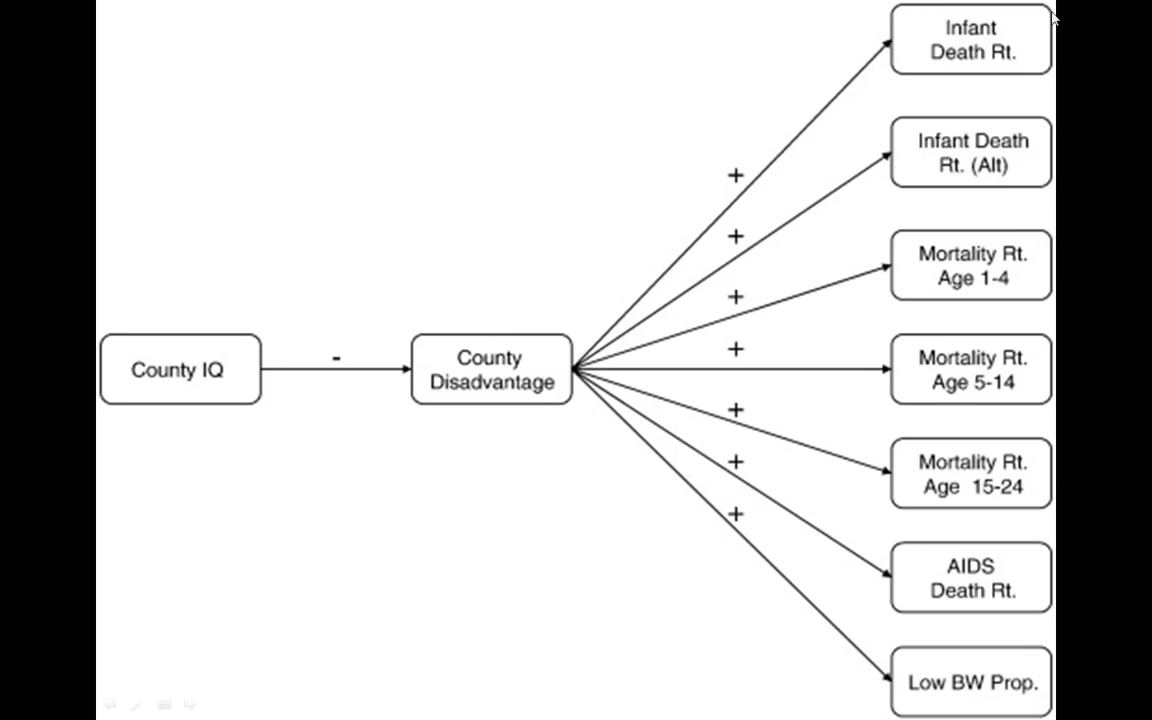 Infant
Death Rt.
+
Infant Death
Rt. (Alt)
+
Mortality Rt.
Age 1-4
+
County IQ
-
County
Disadvantage
+
Mortality Rt.
Age 5-14
+
Mortality Rt.
Age 15-24
+
AIDS
Death Rt.
+
Low BW Prop.